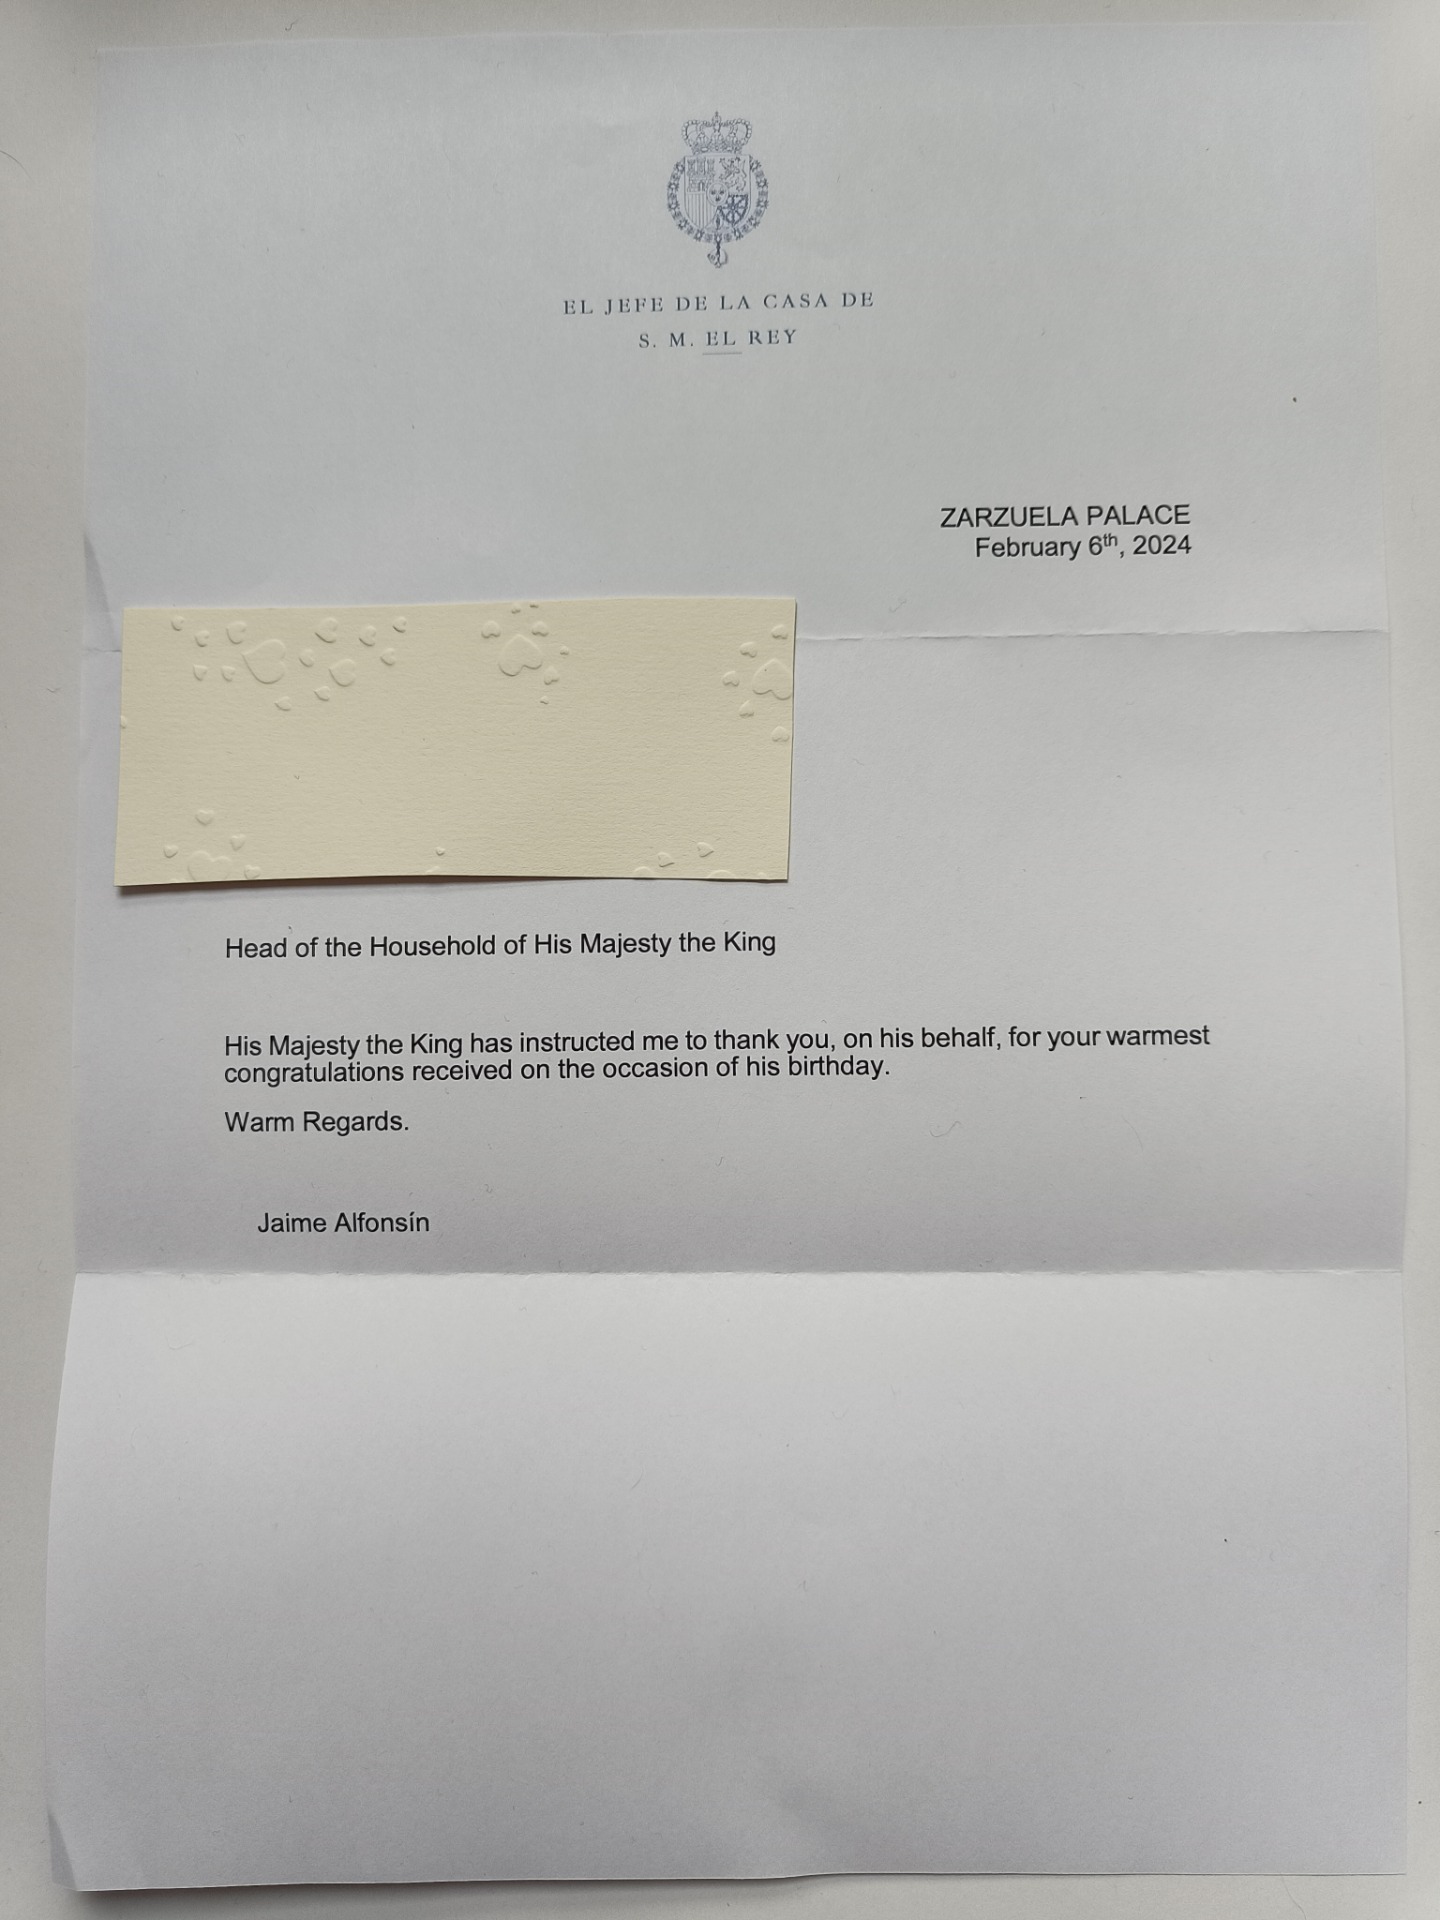 EL JEFE DE LA CASA DE
S. M. EL REY
ZARZUELA PALACE
February 6th, 2024
Head of the Household of His Majesty the King
His Majesty the King has instructed me to thank you, on his behalf, for your warmest
congratulations received on the occasion of his birthday.
Warm Regards.
Jaime Alfonsín